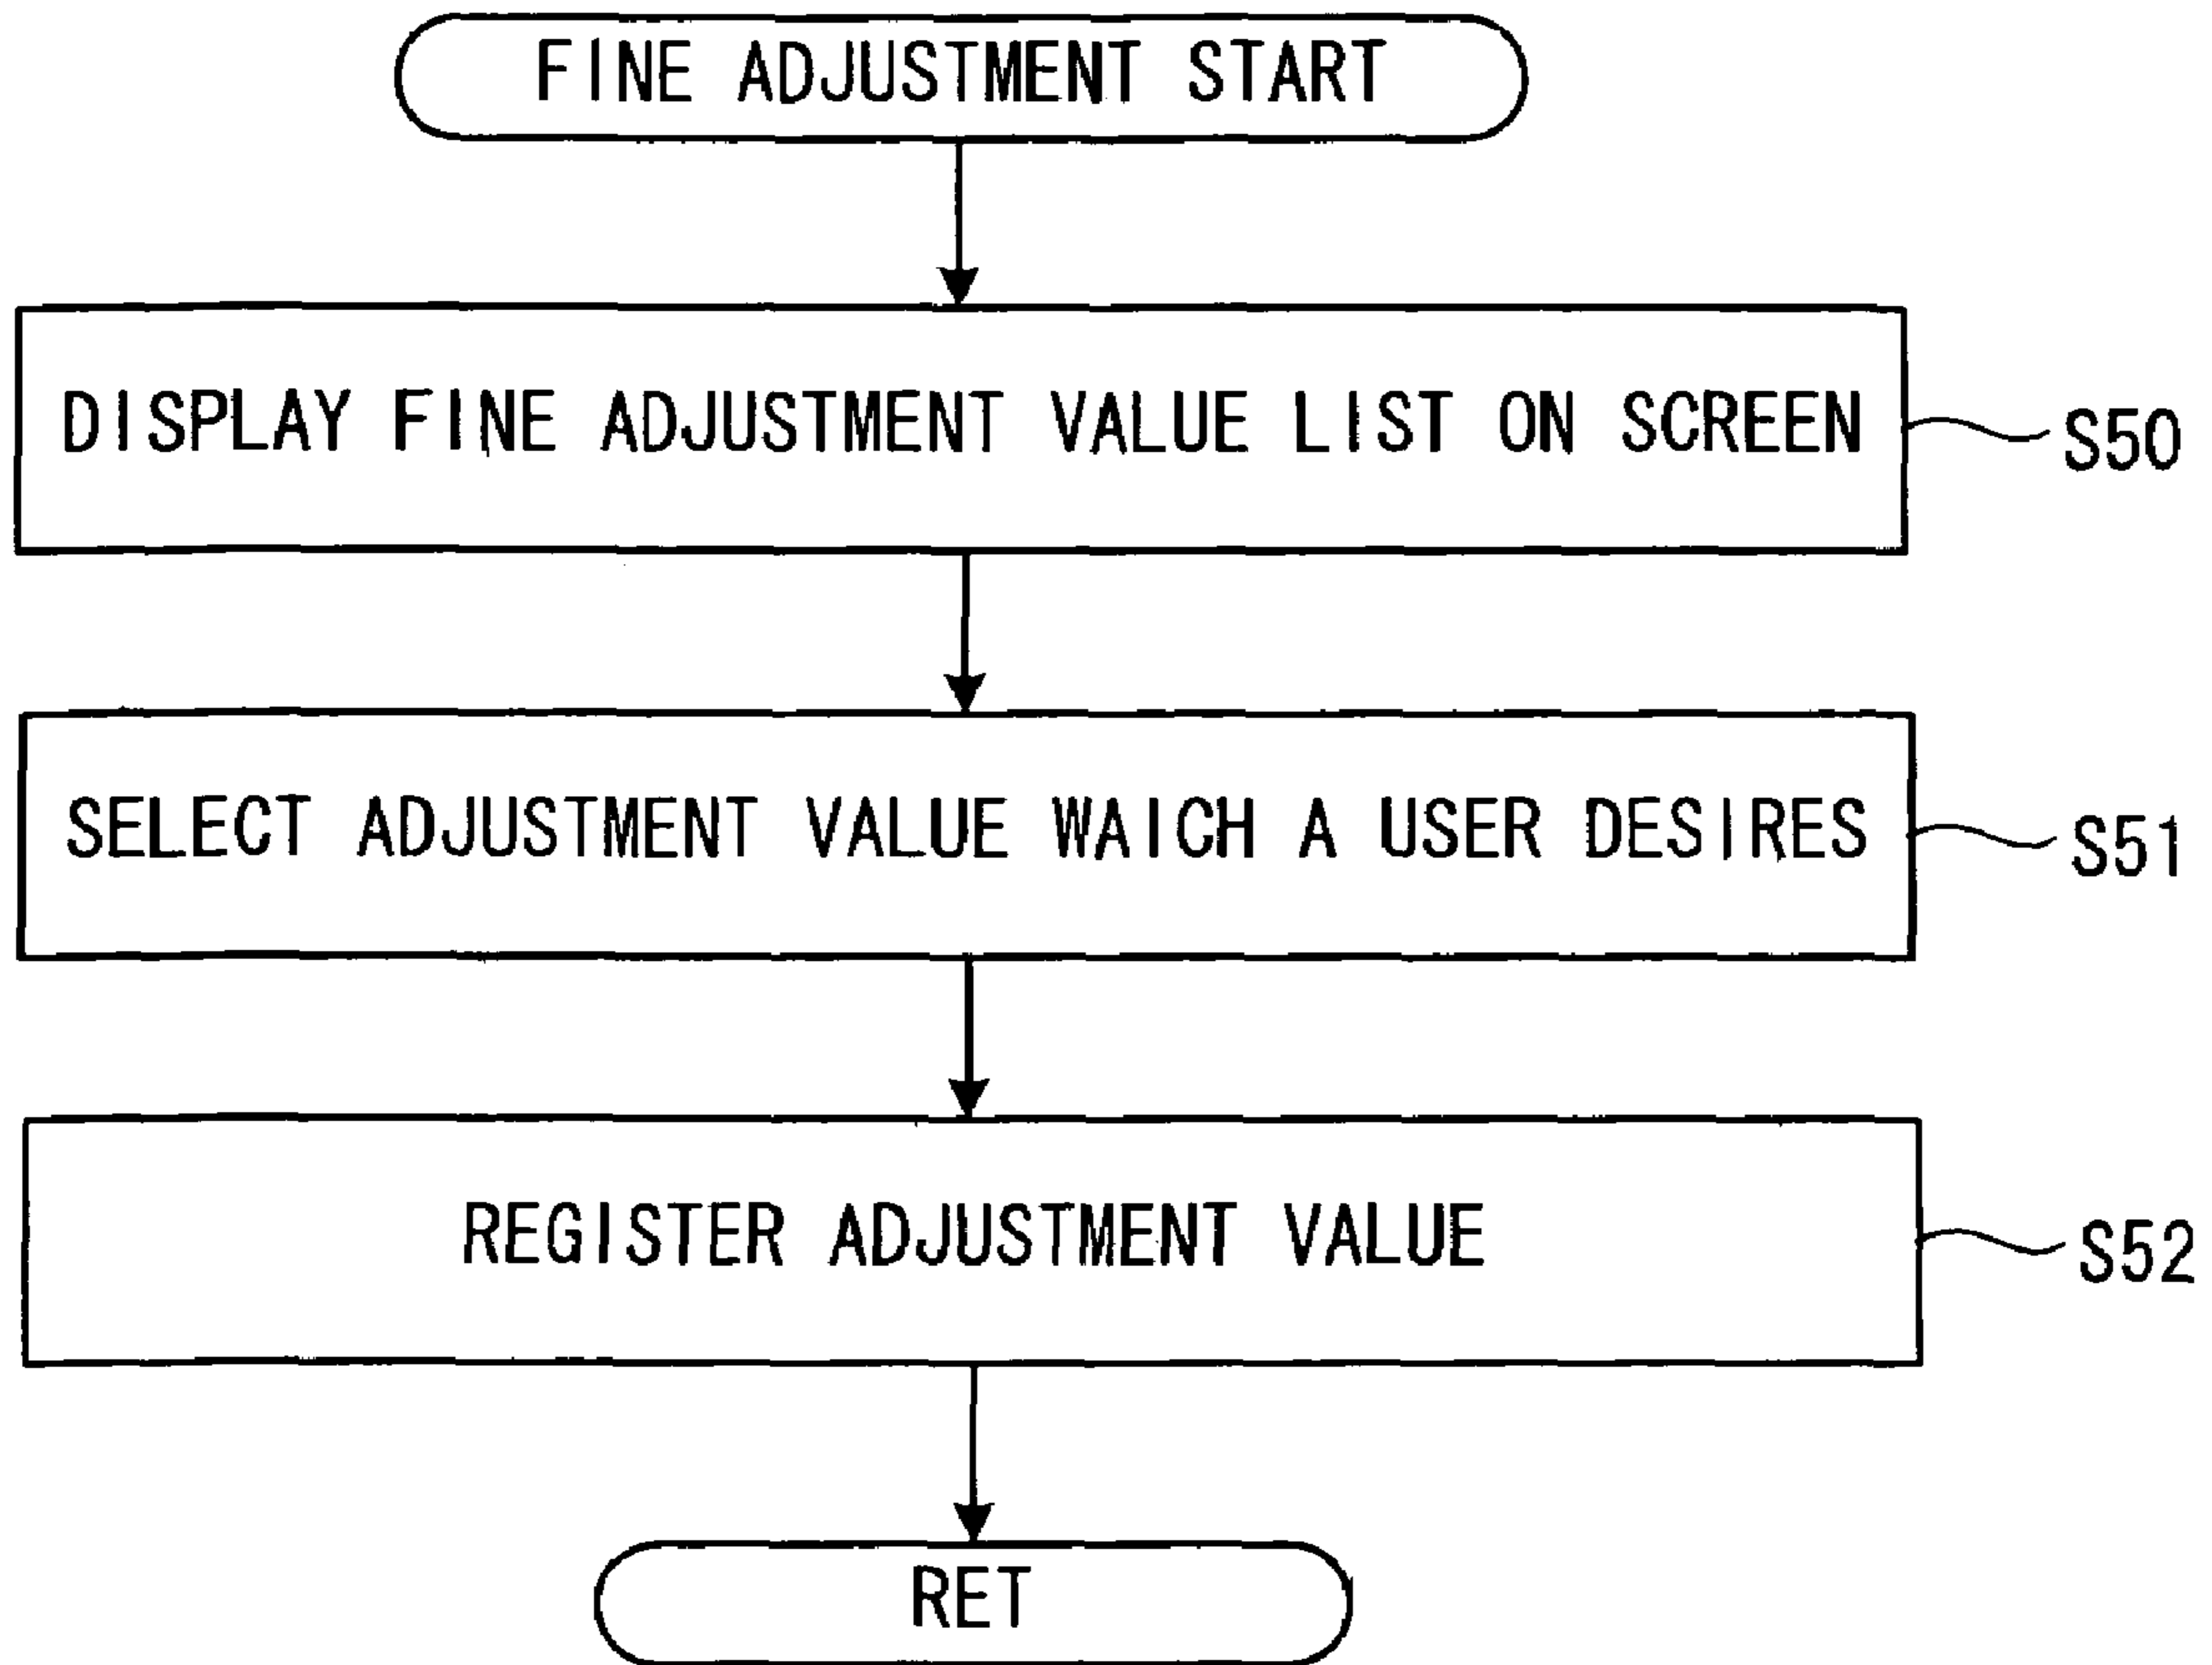 FINE ADJUSTMENT START
DISPLAY FINE ADJUSTMENT VALUE LIST ON SCREEN
S50
SELECT ADJUSTMENT VALUE WAICH A USER DESIRES
S51
REGISTER ADJUSTMENT VALUE
S52
RET